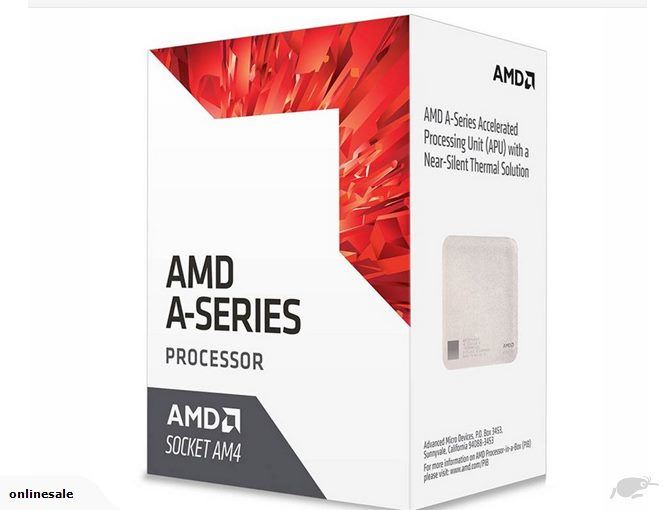 AMD
A-SERIES
PROCESSOR
AMD
SOCKET AM4
AMD
AMD A-Series Accelerated
Processing Unit (APU) with a
Near-Silent Thermal Solution
AMD
Advanced Micro Devices, P.O. Box 3453,
Sunnyvale, California 94088-3453
For more information on AMD Processor-in-a-Box (PIB)
please visit: www.amd.com/PIB
onlinesale